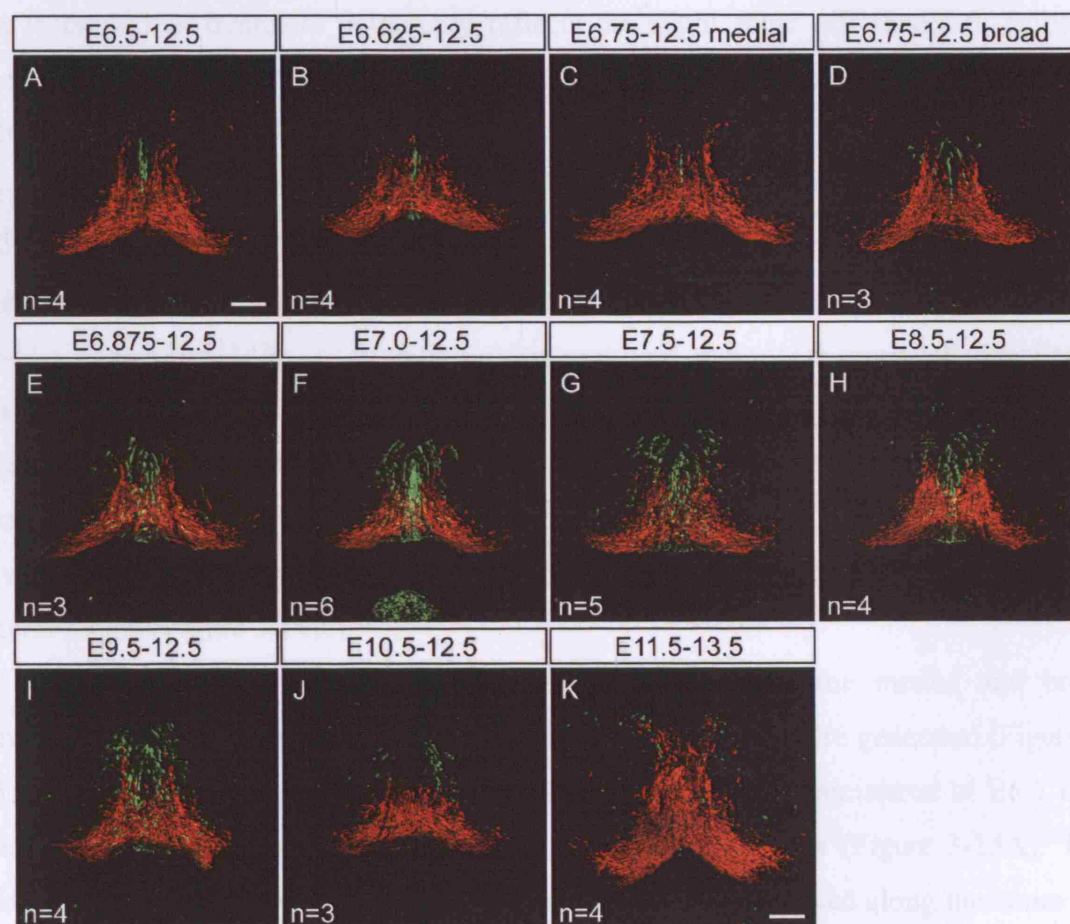 E6.5-12.5 E6.625-12.5 E6.75-12.5 medial E6.75-12.5 broad
A B C D
n=4 n=4 n=4 n=3
E6.875-12.5 E7.0-12.5 E7.5-12.5 E8.5-12.5
E F G H
n=3 n=6 n=5 n=4
E9.5-12.5 E10.5-12.5 E11.5-13.5
I J K
n=4 n=3 n=4